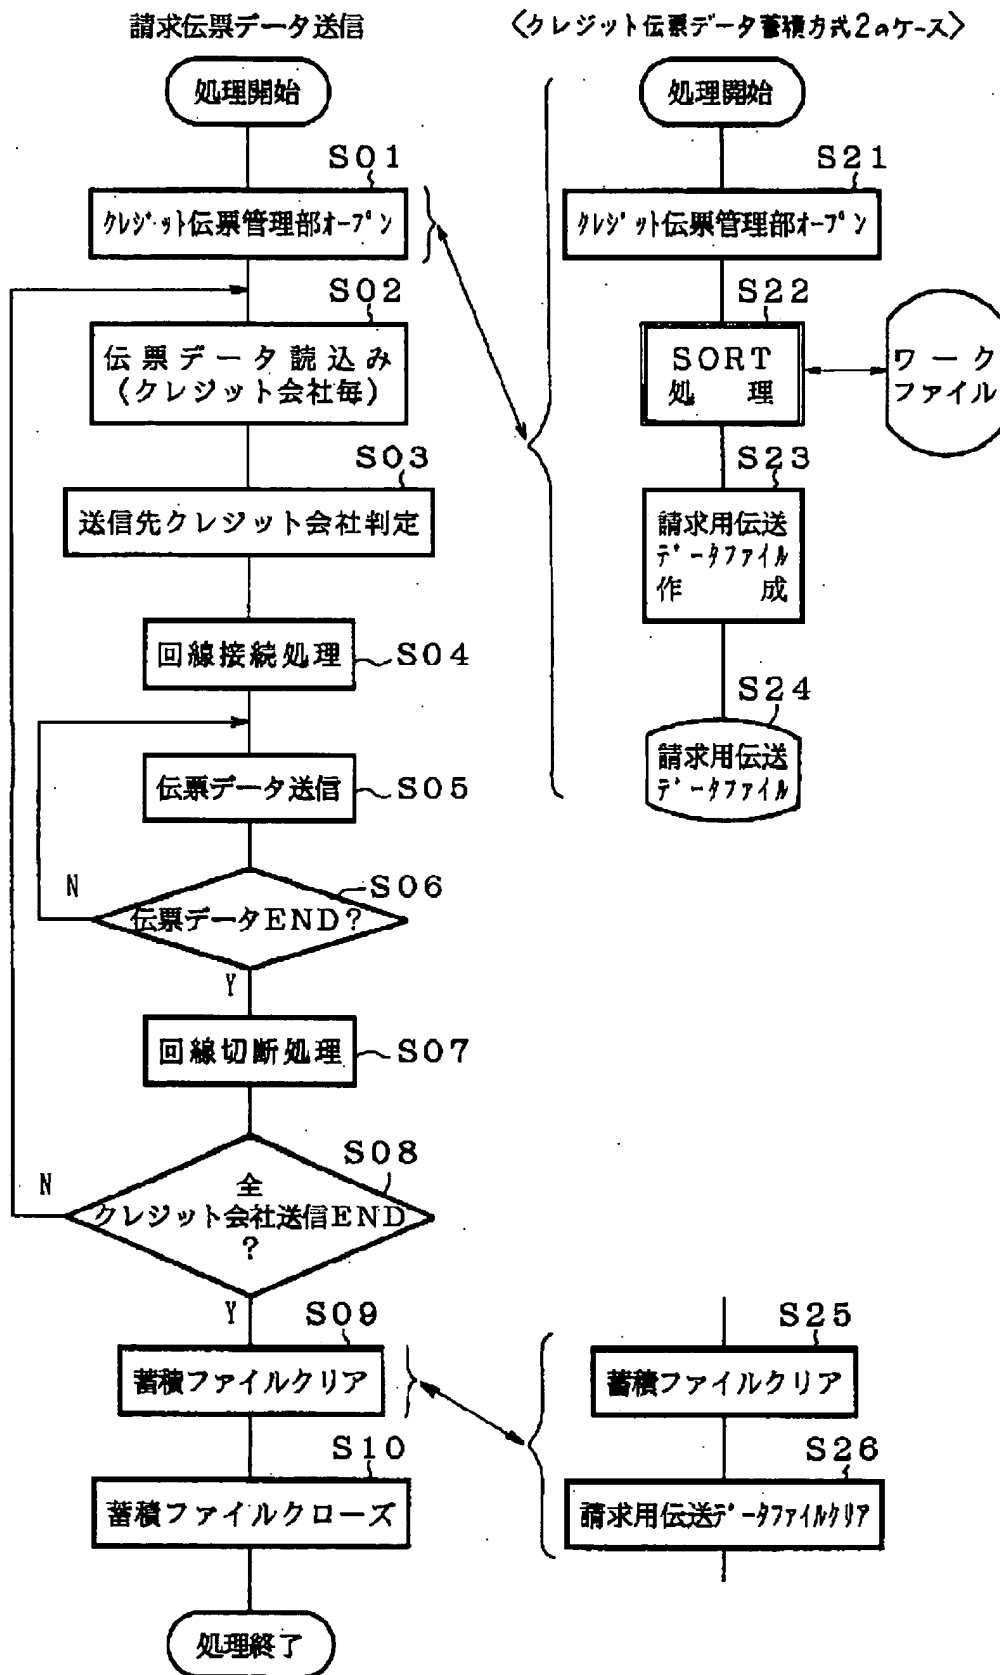 請求伝票データ送信
処理開始
S01
クレジット伝票管理部オープン
S02
伝票データ読込み
(クレジット会社毎)
S03
送信先クレジット会社判定
回線接続処理
S04
伝票データ送信
S05
N
S06
伝票データEND?
Y
回線切断処理
S07
N
S08
全
クレジット会社送信END
?
Y
S09
蓄積ファイルクリア
S10
蓄積ファイルクローズ
処理終了
〈クレジット伝票データ蓄積方式2のケース〉
処理開始
S21
クレジット伝票管理部オープン
S22
SORT
処理
ワーク
ファイル
S23
請求用伝送
データファイル
作成
S24
請求用伝送
データファイル
S25
蓄積ファイルクリア
S26
請求用伝送データファイルクリア